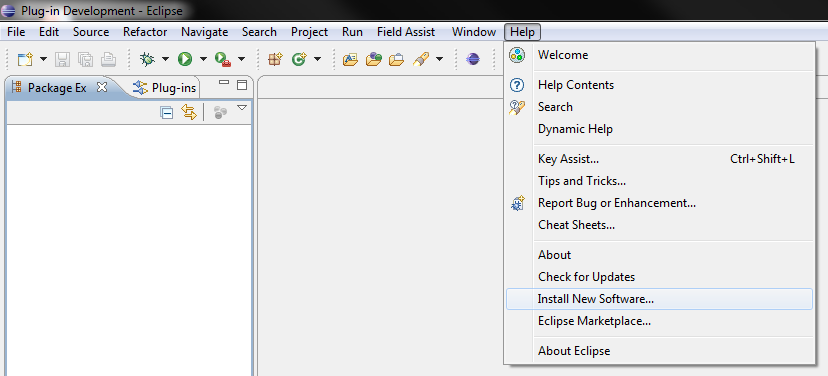 Plug-in Development - Eclipse
File Edit Source Refactor Navigate Search Project Run Field Assist Window Help
Package Ex Plug-ins
Welcome
Help Contents
Search
Dynamic Help
Key Assist... Ctrl+Shift+L
Tips and Tricks...
Report Bug or Enhancement...
Cheat Sheets...
About
Check for Updates
Install New Software...
Eclipse Marketplace...
About Eclipse